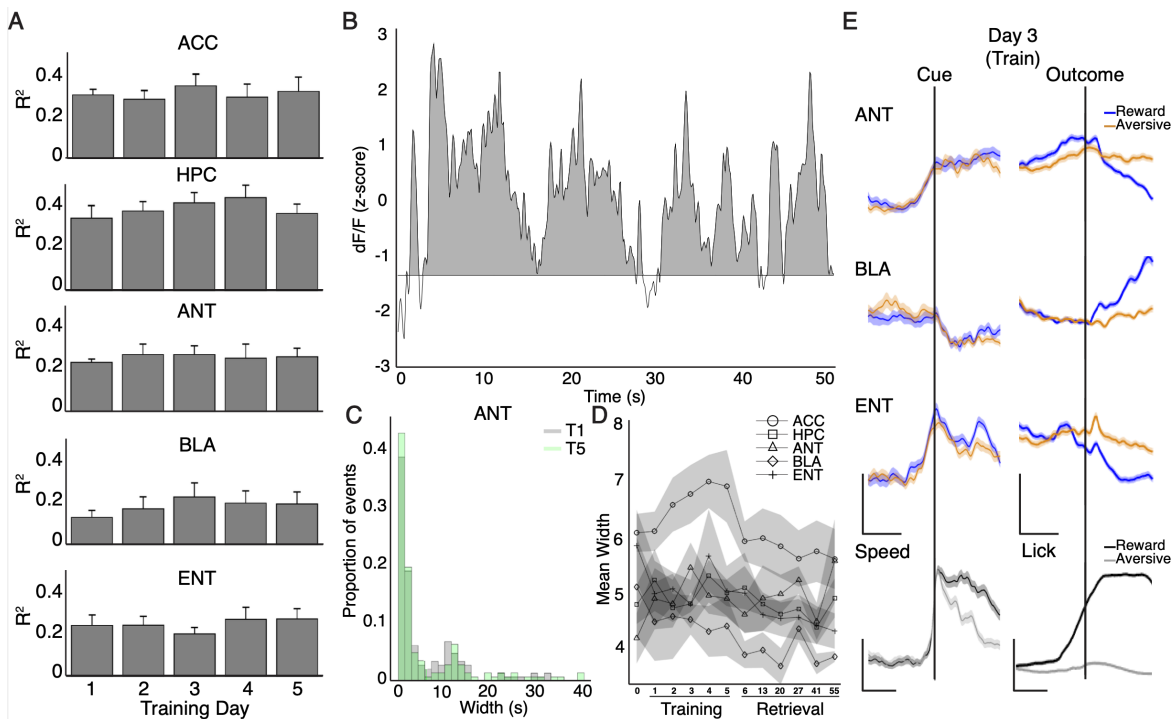 A
ACC
R²
0.4
0.2
0
HPC
R²
0.4
0.2
0
ANT
R²
0.4
0.2
0
BLA
R²
0.4
0.2
0
ENT
R²
0.4
0.2
0
1 2 3 4 5
Training Day
B
dF/F (z-score)
3
2
1
0
-1
-2
-3
0 10 20 30 40 50
Time (s)
C
ANT
T1
T5
Proportion of events
0.4
0.3
0.2
0.1
0
0 10 20 30 40
Width (s)
D
ACC
HPC
ANT
BLA
ENT
Mean Width
8
7
6
5
4
0 1 2 3 4 5 6 13 20 27 41 55
Training Retrieval
E
Day 3
(Train)
Cue Outcome
ANT
Reward
Aversive
BLA
ENT
Speed Lick
Reward
Aversive